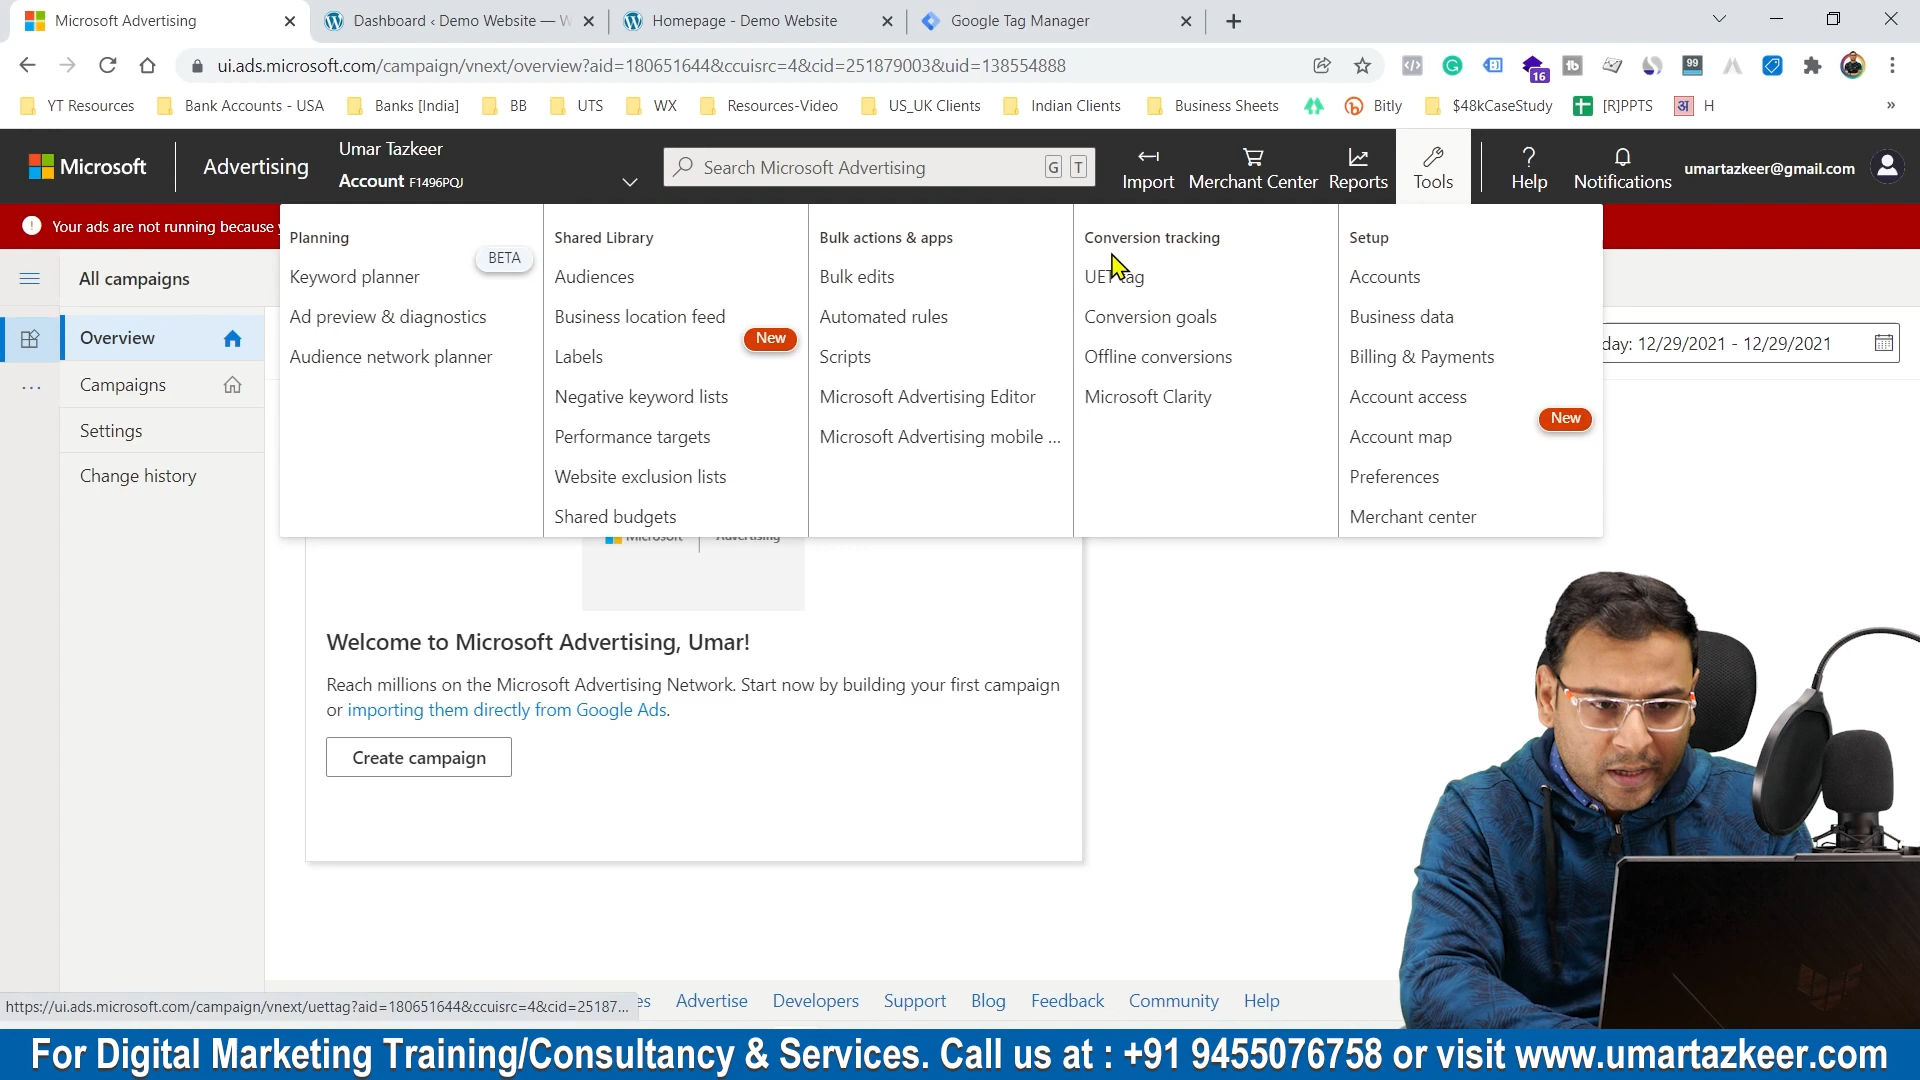 Microsoft Advertising
Dashboard ‹ Demo Website — W
Homepage - Demo Website
Google Tag Manager
ui.ads.microsoft.com/campaign/vnext/overview?aid=180651644&ccuisrc=4&cid=251879003&uid=138554888
16
99
YT Resources
Bank Accounts - USA
Banks [India]
BB
UTS
WX
Resources-Video
US_UK Clients
Indian Clients
Business Sheets
Bitly
$48kCaseStudy
[R]PPTS
अ
H
»
Microsoft
Advertising
Umar Tazkeer
Account F1496PQJ
Search Microsoft Advertising
G T
Import
Merchant Center
Reports
Tools
Help
Notifications
umartazkeer@gmail.com
Your ads are not running because y
Planning
BETA
Keyword planner
Ad preview & diagnostics
Audience network planner
Shared Library
Audiences
Business location feed
New
Labels
Negative keyword lists
Performance targets
Website exclusion lists
Shared budgets
Bulk actions & apps
Bulk edits
Automated rules
Scripts
Microsoft Advertising Editor
Microsoft Advertising mobile ...
Conversion tracking
UET tag
Conversion goals
Offline conversions
Microsoft Clarity
Setup
Accounts
Business data
Billing & Payments
Account access
New
Account map
Preferences
Merchant center
All campaigns
Overview
Campaigns
Settings
Change history
day: 12/29/2021 - 12/29/2021
Microsoft Advertising
Welcome to Microsoft Advertising, Umar!
Reach millions on the Microsoft Advertising Network. Start now by building your first campaign
or importing them directly from Google Ads.
Create campaign
https://ui.ads.microsoft.com/campaign/vnext/uettag?aid=180651644&ccuisrc=4&cid=25187...
es
Advertise
Developers
Support
Blog
Feedback
Community
Help
For Digital Marketing Training/Consultancy & Services. Call us at : +91 9455076758 or visit www.umartazkeer.com